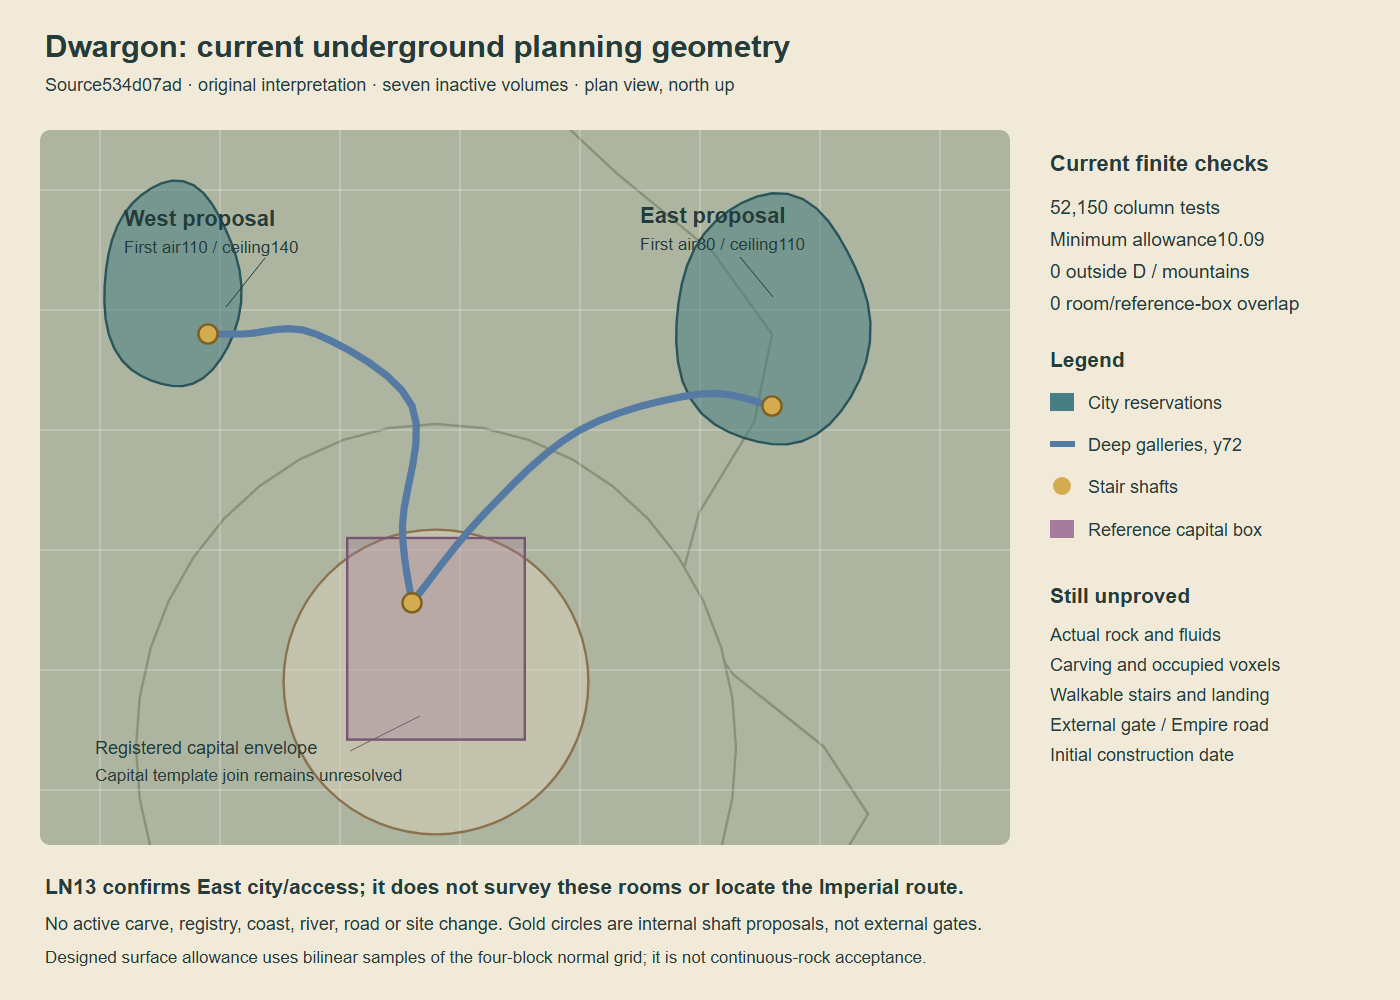 Dwargon: current underground planning geometry
Source534d07ad · original interpretation · seven inactive volumes · plan view, north up
West proposal
First air110 / ceiling140
East proposal
First air80 / ceiling110
Registered capital envelope
Capital template join remains unresolved
Current finite checks
52,150 column tests
Minimum allowance10.09
0 outside D / mountains
0 room/reference-box overlap
Legend
City reservations
Deep galleries, y72
Stair shafts
Reference capital box
Still unproved
Actual rock and fluids
Carving and occupied voxels
Walkable stairs and landing
External gate / Empire road
Initial construction date
LN13 confirms East city/access; it does not survey these rooms or locate the Imperial route.
No active carve, registry, coast, river, road or site change. Gold circles are internal shaft proposals, not external gates.
Designed surface allowance uses bilinear samples of the four-block normal grid; it is not continuous-rock acceptance.